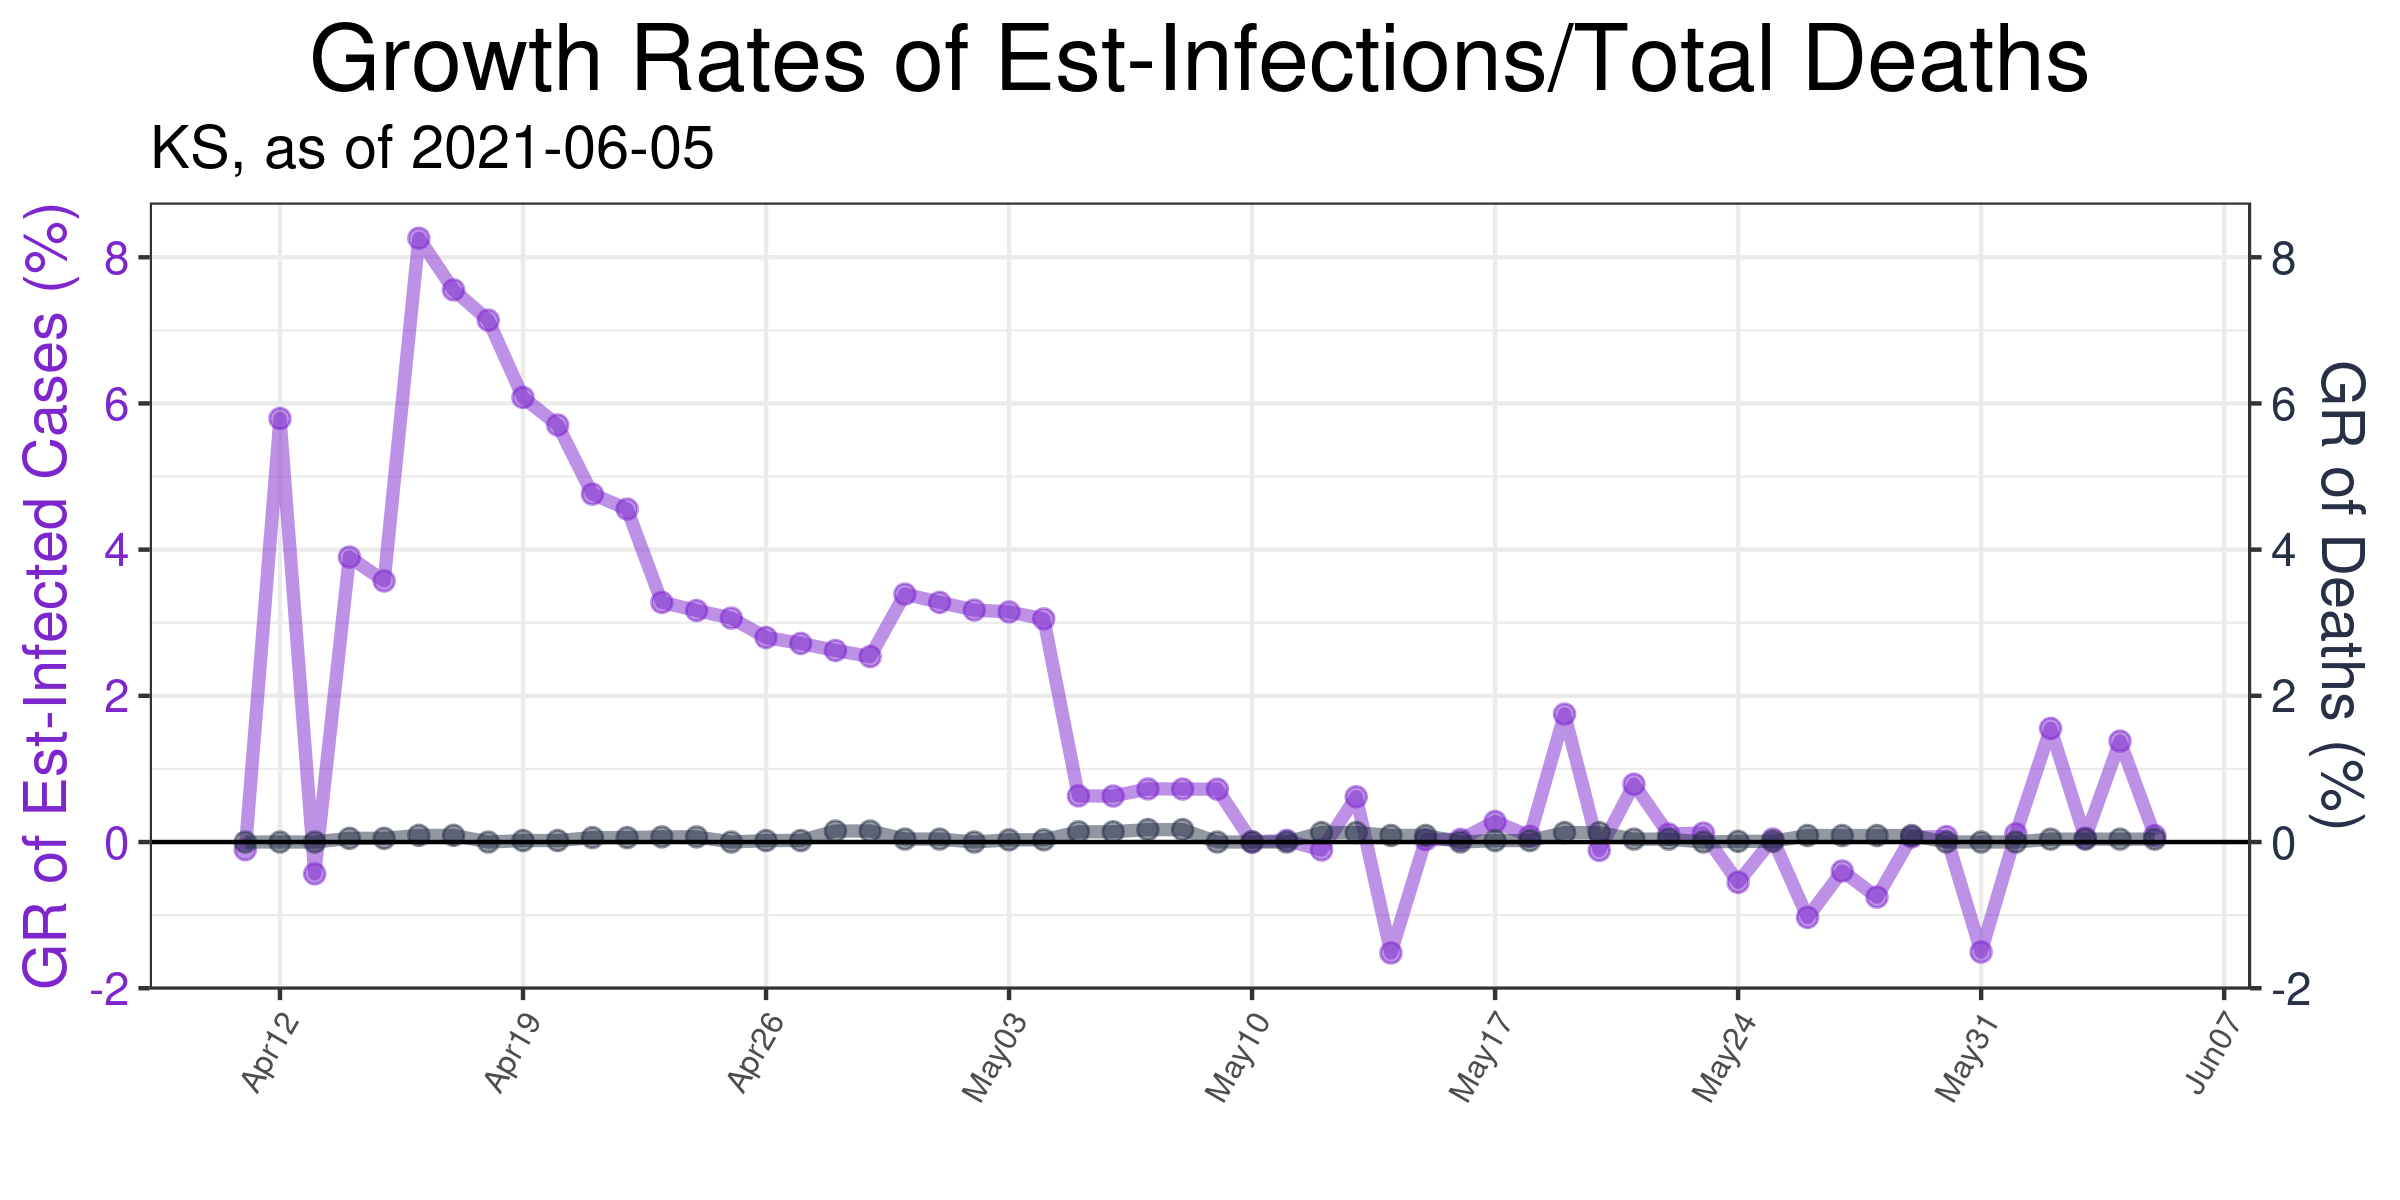 Growth Rates of Est-Infections/Total Deaths
KS, as of 2021-06-05
GR of Est-Infected Cases (%)
8
6
4
2
0
-2
8
6
4
2
0
-2
GR of Deaths (%)
Apr12
Apr19
Apr26
May03
May10
May17
May24
May31
Jun07